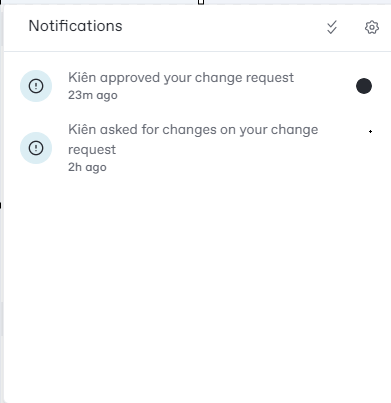 Notifications
Kiên approved your change request
23m ago
Kiên asked for changes on your change
request
2h ago